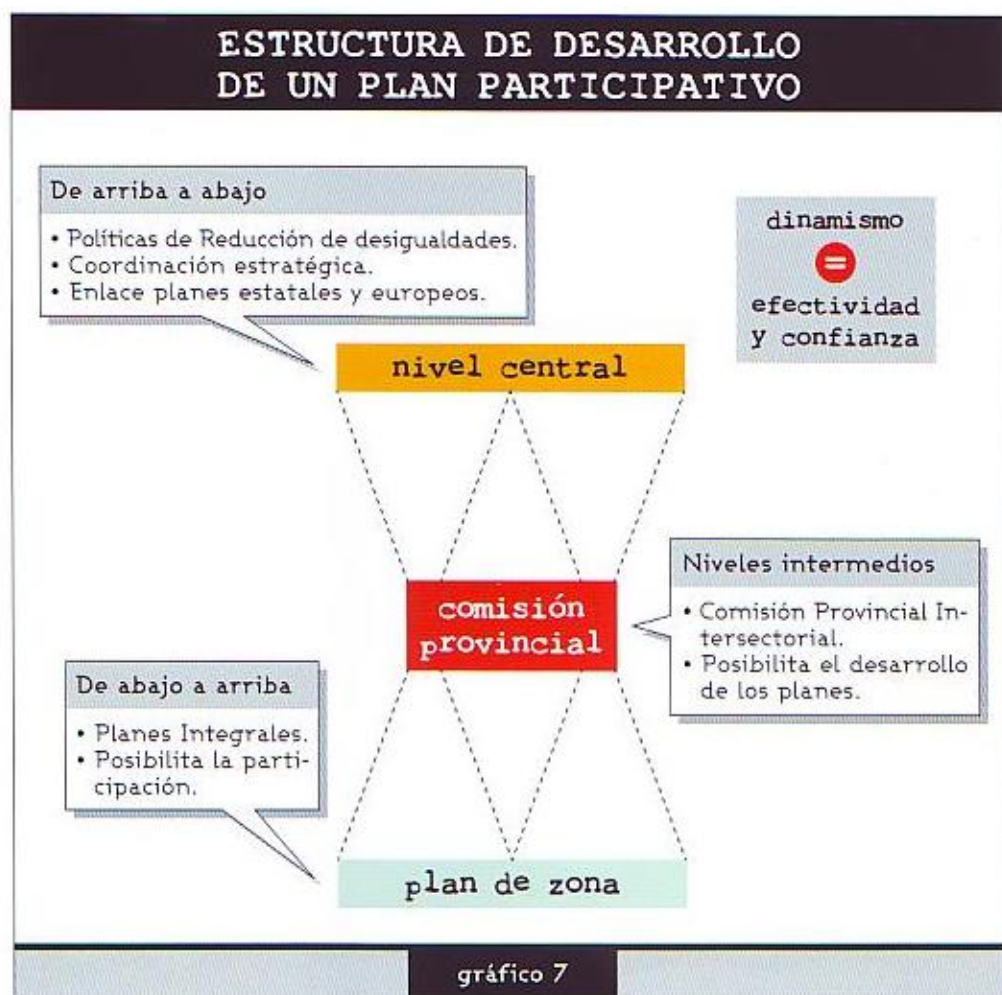 ESTRUCTURA DE DESARROLLO
DE UN PLAN PARTICIPATIVO
De arriba a abajo
• Políticas de Reducción de desigualdades.
• Coordinación estratégica.
• Enlace planes estatales y europeos.
dinamismo
=
efectividad
y confianza
nivel central
comisión
provincial
Niveles intermedios
• Comisión Provincial In-
tersectorial.
• Posibilita el desarrollo
de los planes.
De abajo a arriba
• Planes Integrales.
• Posibilita la parti-
cipación.
plan de zona
gráfico 7